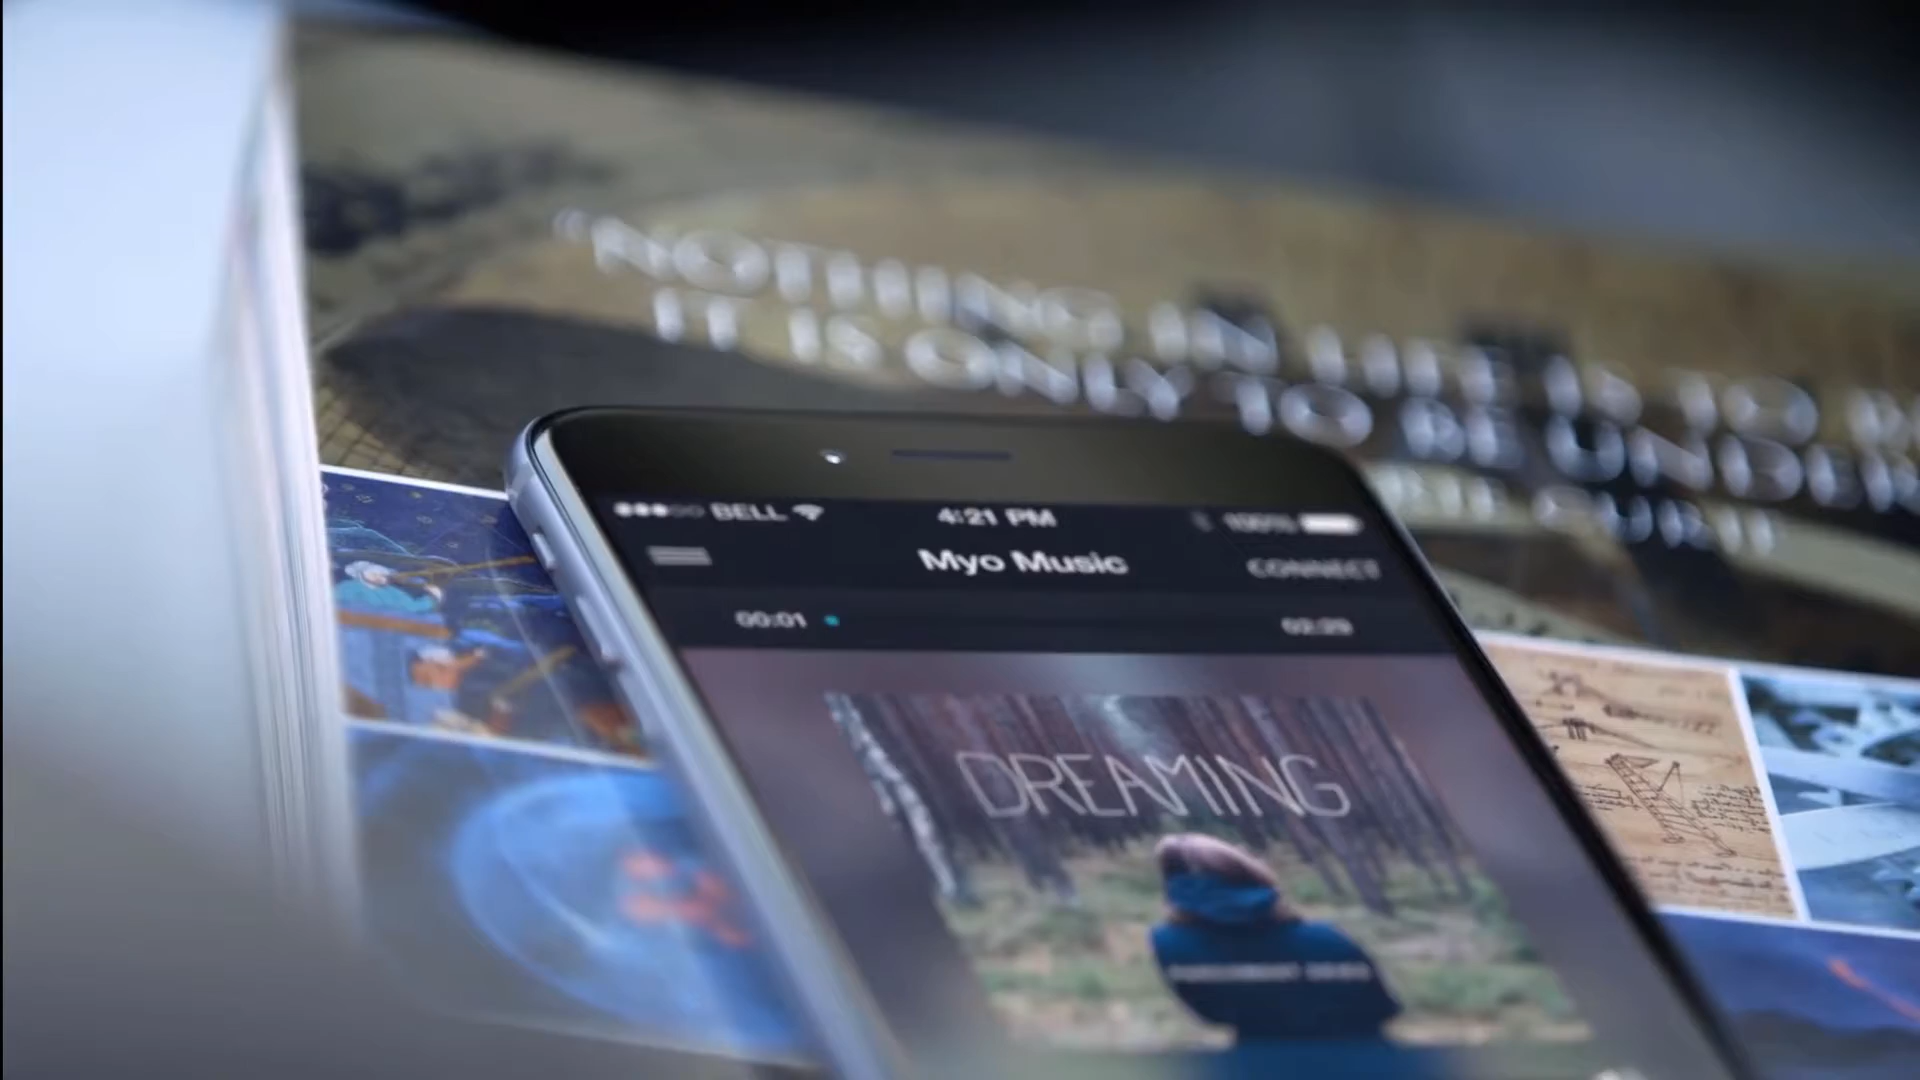 "NOTHING IN LIFE IS TO B
IT IS ONLY TO BE UNDER
BELL
4:21 PM
100%
Myo Music
CONNECT
00:01
02:29
DREAMING